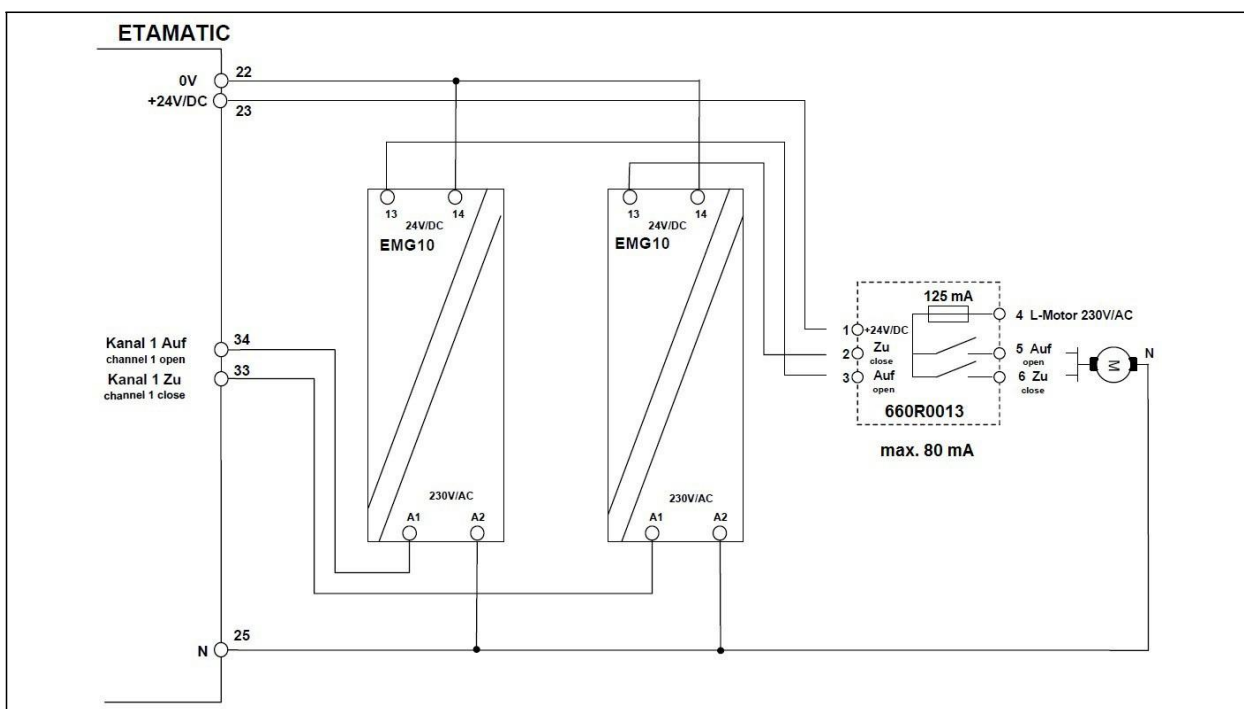 ETAMATIC
0V
22
+24V/DC
23
13
14
24V/DC
EMG10
13
14
24V/DC
EMG10
125 mA
4 L-Motor 230V/AC
1
+24V/DC
2
Zu
close
3
Auf
open
5 Auf
open
6 Zu
close
M
N
660R0013
max. 80 mA
Kanal 1 Auf
channel 1 open
34
Kanal 1 Zu
channel 1 close
33
230V/AC
A1
A2
230V/AC
A1
A2
N
25